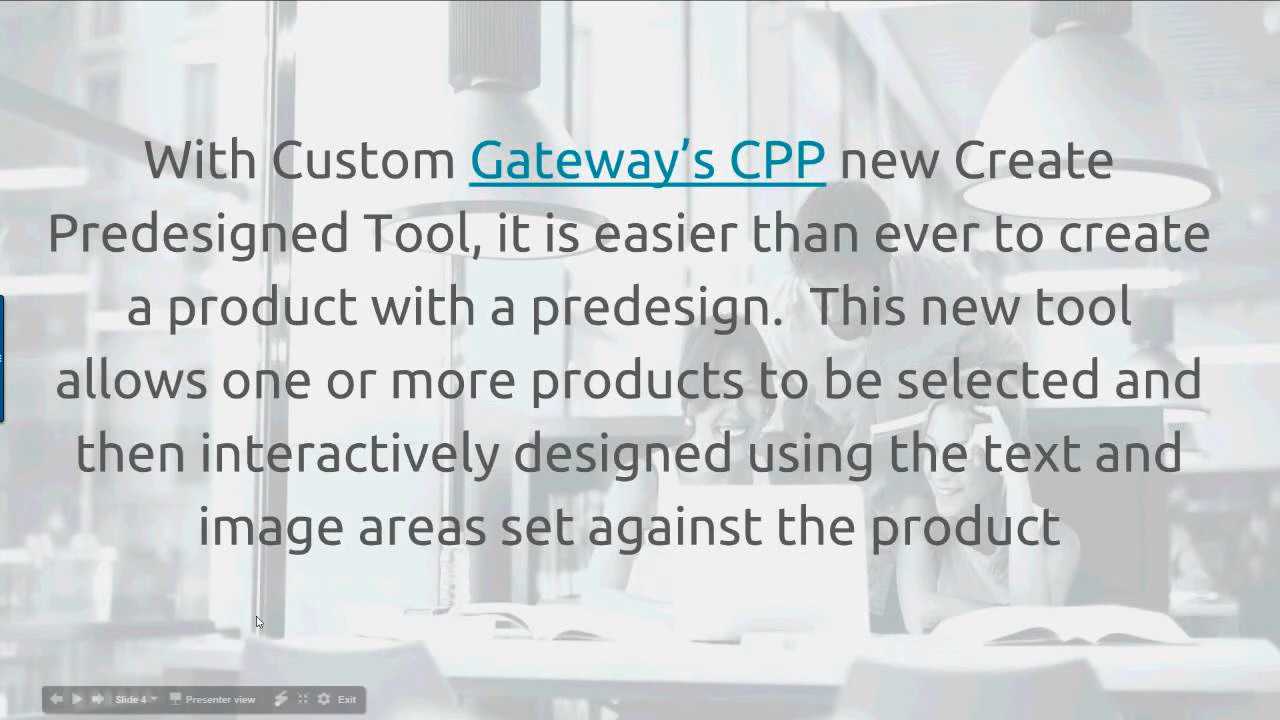 With Custom Gateway’s CPP new Create
Predesigned Tool, it is easier than ever to create
a product with a predesign.  This new tool
allows one or more products to be selected and
then interactively designed using the text and
image areas set against the product
Slide 4 Presenter view Exit